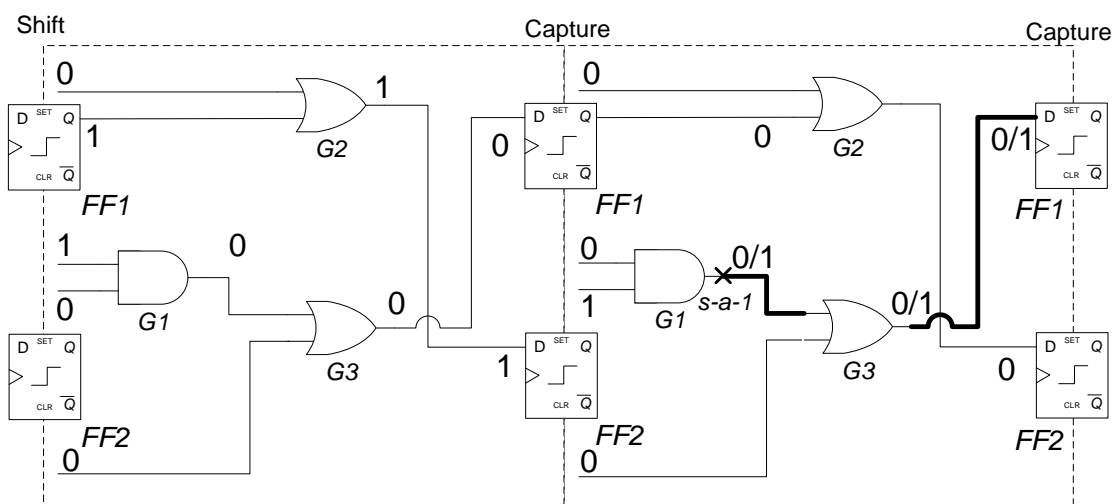 Shift
Capture
Capture
0
1
0
SET
D Q
CLR Q
1
FF1
G2
SET
D Q
CLR Q
0
FF1
0
G2
SET
D Q
CLR Q
0/1
FF1
1
0
0
G1
0
1
0/1
s-a-1
G1
0
G3
0/1
G3
SET
D Q
CLR Q
FF2
0
SET
D Q
CLR Q
1
FF2
0
SET
D Q
CLR Q
0
FF2